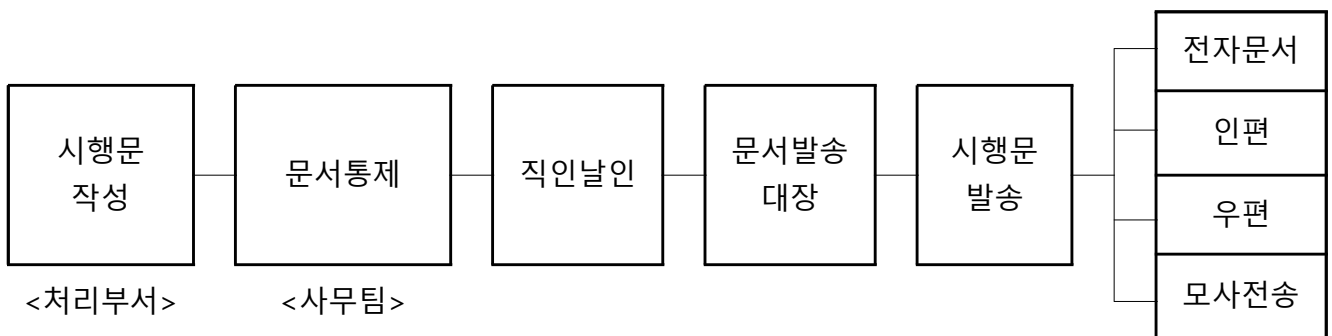 시행문
작성
<처리부서>
문서통제
<사무팀>
직인날인
문서발송
대장
시행문
발송
전자문서
인편
우편
모사전송